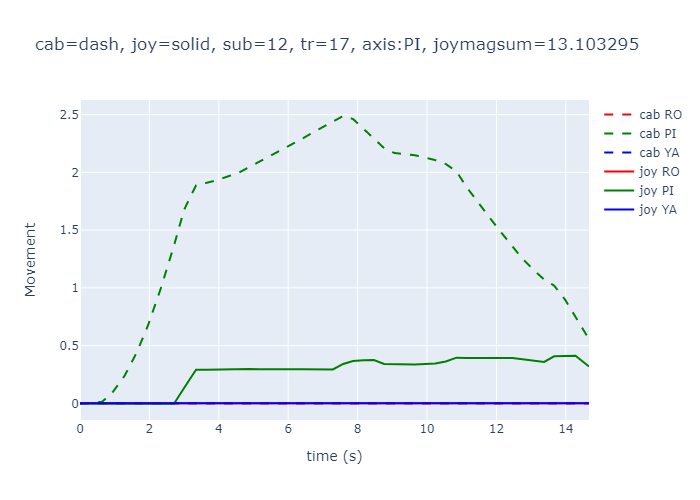 cab=dash, joy=solid, sub=12, tr=17, axis:PI, joymagsum=13.103295
Movement
2.5
2
1.5
1
0.5
0
0 2 4 6 8 10 12 14
time (s)
cab RO
cab PI
cab YA
joy RO
joy PI
joy YA